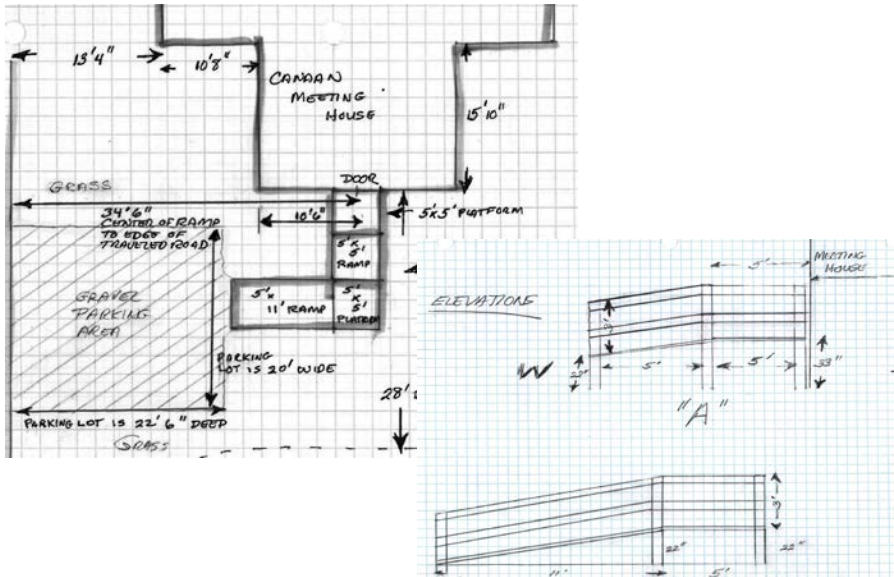 13'4"
10'8"
CANAAN
MEETING
HOUSE
15'10"
DOOR
GRASS
34'6"
CENTER OF RAMP
TO EDGE OF
TRAVELED ROAD
10'6"
5'x5' PLATFORM
5'
x
5'
RAMP
GRAVEL
PARKING
AREA
5'x
11' RAMP
5'
x
5'
PLATFORM
PARKING
LOT IS 20' WIDE
28'
PARKING LOT IS 22' 6" DEEP
GRASS
ELEVATIONS
5'
MEETING
HOUSE
3'
W
22"
5'
5'
33"
"A"
3'
22"
22"
11'
5'